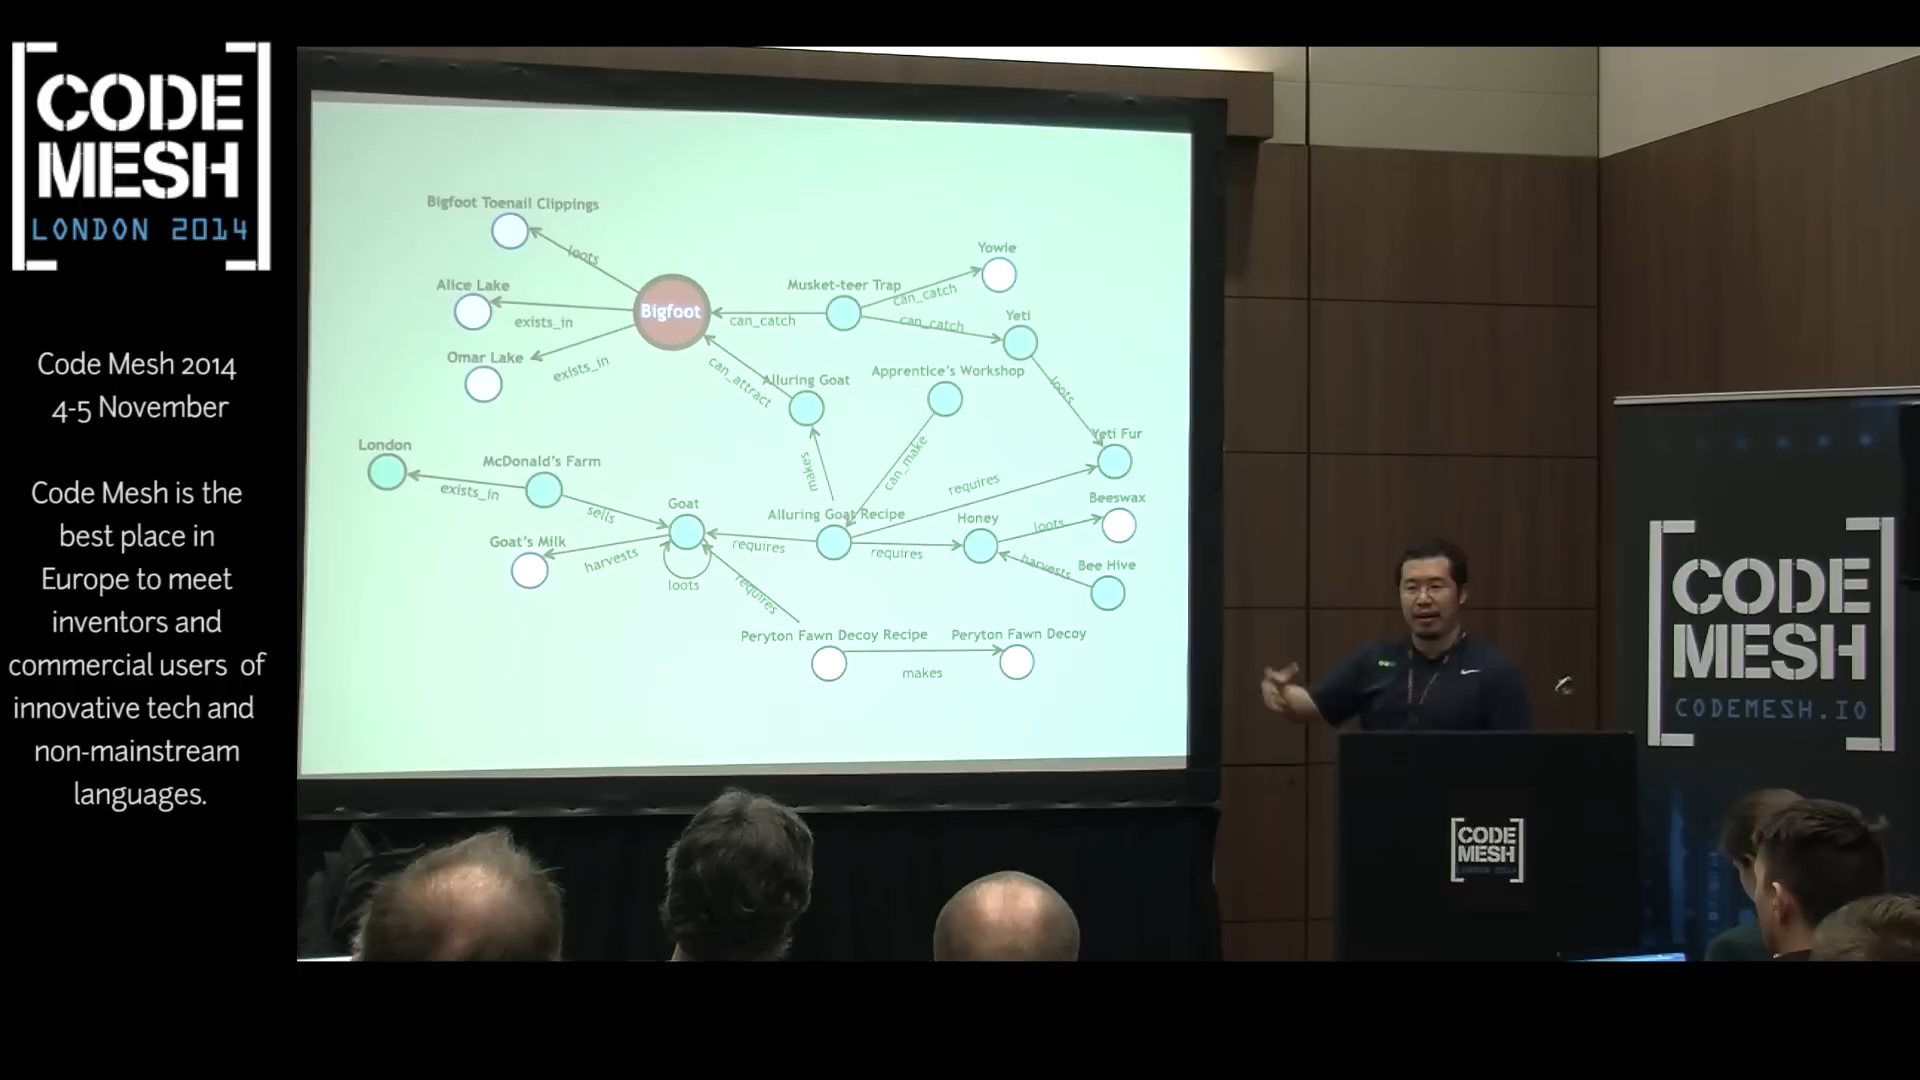 CODE
MESH
LONDON 2014
Code Mesh 2014
4-5 November
Code Mesh is the
best place in
Europe to meet
inventors and
commercial users of
innovative tech and
non-mainstream
languages.
Bigfoot Toenail Clippings
loots
Alice Lake
exists_in
Omar Lake
exists_in
Bigfoot
can_catch
Musket-teer Trap
can_catch
can_catch
Yowie
Yeti
can_attract
Alluring Goat
Apprentice's Workshop
loots
Yeti Fur
London
exists_in
McDonald's Farm
sells
Goat
makes
can_make
requires
Beeswax
Goat's Milk
harvests
loots
requires
Alluring Goat Recipe
requires
Honey
loots
harvests
Bee Hive
requires
Peryton Fawn Decoy Recipe
makes
Peryton Fawn Decoy
CODE
MESH
CODEMESH.IO
CODE
MESH
LONDON 2014